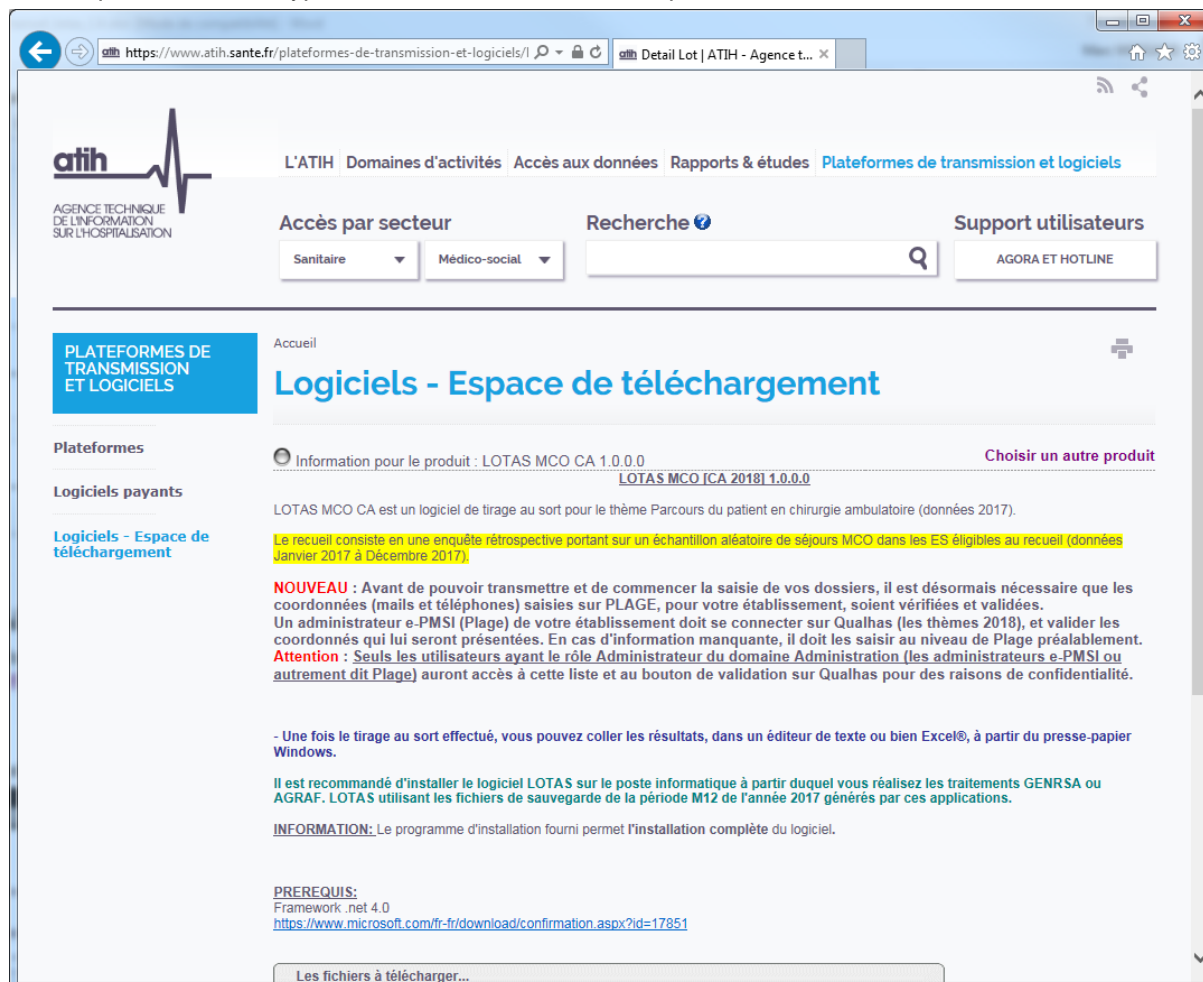 https://www.atih.sante.fr/plateformes-de-transmission-et-logiciels/l
atih Detail Lot | ATIH - Agence t...
atih
AGENCE TECHNIQUE
DE L'INFORMATION
SUR L'HOSPITALISATION
L'ATIH Domaines d'activités Accès aux données Rapports & études Plateformes de transmission et logiciels
Accès par secteur Recherche ? Support utilisateurs
Sanitaire Médico-social AGORA ET HOTLINE
PLATEFORMES DE
TRANSMISSION
ET LOGICIELS
Plateformes
Logiciels payants
Logiciels - Espace de
téléchargement
Accueil
Logiciels - Espace de téléchargement
Information pour le produit : LOTAS MCO CA 1.0.0.0 Choisir un autre produit
LOTAS MCO [CA 2018] 1.0.0.0
LOTAS MCO CA est un logiciel de tirage au sort pour le thème Parcours du patient en chirurgie ambulatoire (données 2017).
Le recueil consiste en une enquête rétrospective portant sur un échantillon aléatoire de séjours MCO dans les ES éligibles au recueil (données
Janvier 2017 à Décembre 2017).
NOUVEAU : Avant de pouvoir transmettre et de commencer la saisie de vos dossiers, il est désormais nécessaire que les
coordonnées (mails et téléphones) saisies sur PLAGE, pour votre établissement, soient vérifiées et validées.
Un administrateur e-PMSI (Plage) de votre établissement doit se connecter sur Qualhas (les thèmes 2018), et valider les
coordonnés qui lui seront présentées. En cas d'information manquante, il doit les saisir au niveau de Plage préalablement.
Attention : Seuls les utilisateurs ayant le rôle Administrateur du domaine Administration (les administrateurs e-PMSI ou
autrement dit Plage) auront accès à cette liste et au bouton de validation sur Qualhas pour des raisons de confidentialité.
- Une fois le tirage au sort effectué, vous pouvez coller les résultats, dans un éditeur de texte ou bien Excel®, à partir du presse-papier
Windows.
Il est recommandé d'installer le logiciel LOTAS sur le poste informatique à partir duquel vous réalisez les traitements GENRSA ou
AGRAF. LOTAS utilisant les fichiers de sauvegarde de la période M12 de l'année 2017 générés par ces applications.
INFORMATION: Le programme d'installation fourni permet l'installation complète du logiciel.
PREREQUIS:
Framework .net 4.0
https://www.microsoft.com/fr-fr/download/confirmation.aspx?id=17851
Les fichiers à télécharger...